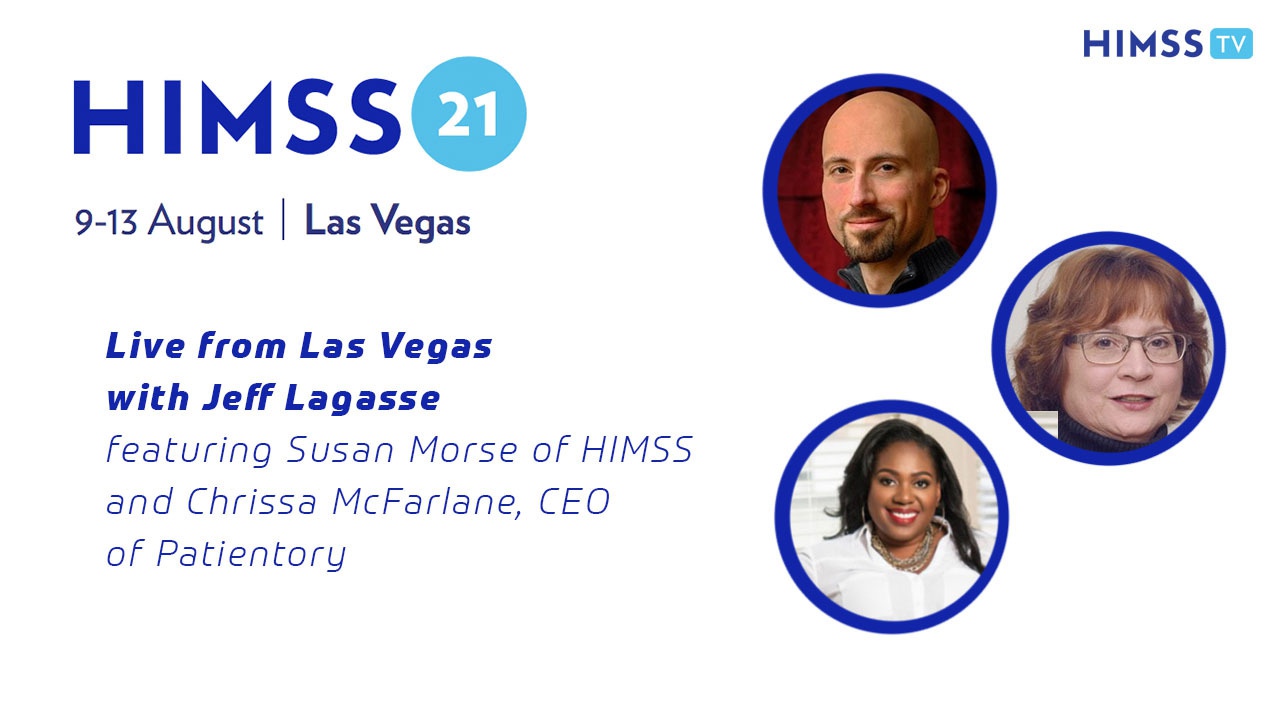 HIMSS TV
HIMSS 21
9-13 August | Las Vegas
Live from Las Vegas
with Jeff Lagasse
featuring Susan Morse of HIMSS
and Chrissa McFarlane, CEO
of Patientory